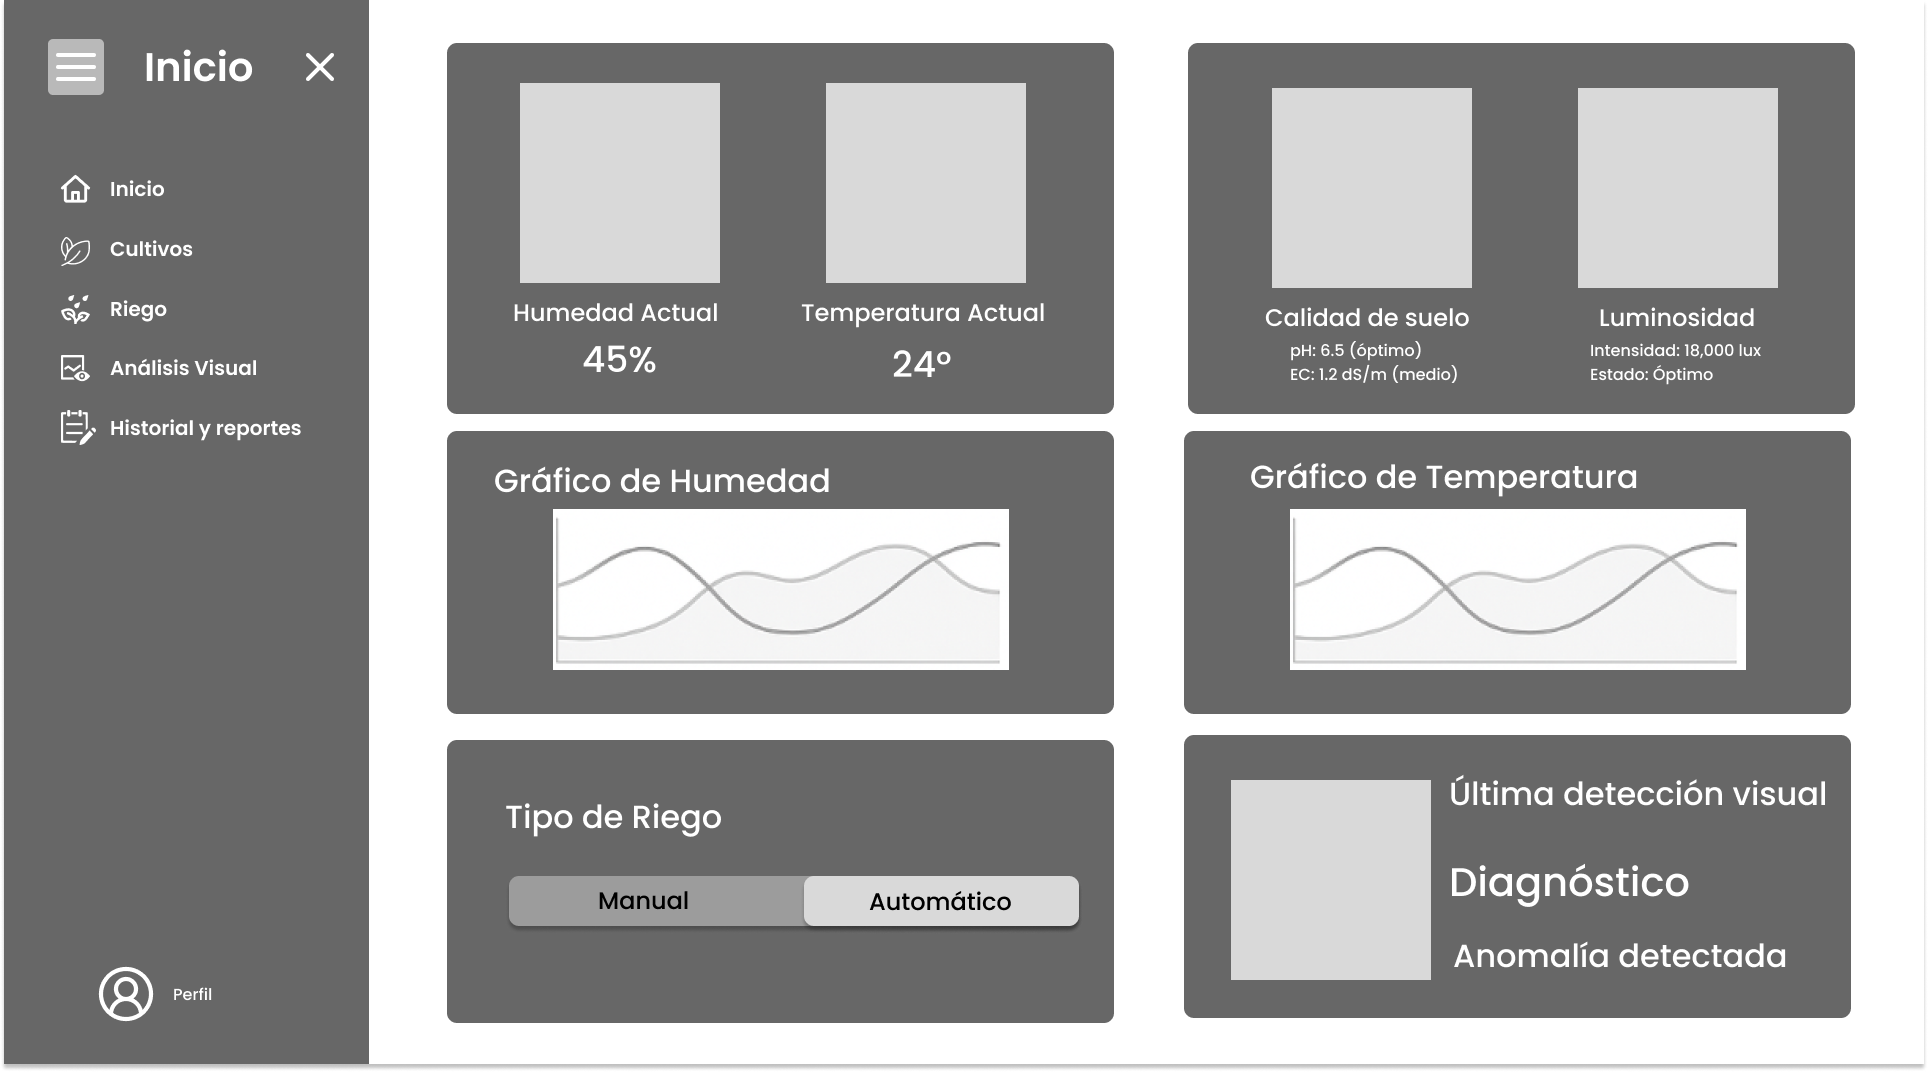 Inicio
Inicio
Cultivos
Riego
Análisis Visual
Historial y reportes
Perfil
Humedad Actual
45%
Temperatura Actual
24º
Calidad de suelo
pH: 6.5 (óptimo)
EC: 1.2 dS/m (medio)
Luminosidad
Intensidad: 18,000 lux
Estado: Óptimo
Gráfico de Humedad
Gráfico de Temperatura
Tipo de Riego
Manual
Automático
Última detección visual
Diagnóstico
Anomalía detectada